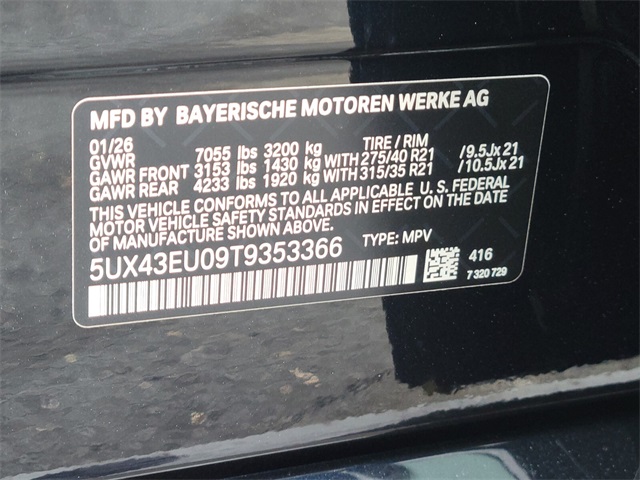 MFD BY BAYERISCHE MOTOREN WERKE AG
01/26
GVWR 7055 lbs 3200 kg TIRE / RIM
GAWR FRONT 3153 lbs 1430 kg WITH 275/40 R21 /9.5Jx21
GAWR REAR 4233 lbs 1920 kg WITH 315/35 R21 /10.5Jx21
THIS VEHICLE CONFORMS TO ALL APPLICABLE U.S. FEDERAL
MOTOR VEHICLE SAFETY STANDARDS IN EFFECT ON THE DATE
OF MANUFACTURE SHOWN ABOVE.
5UX43EU09T9353366 TYPE: MPV
416
7 320 729